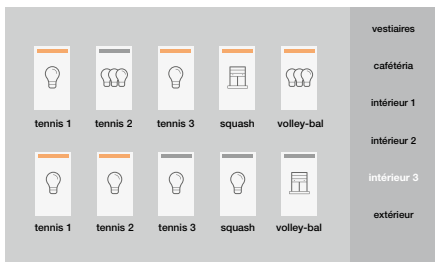 tennis 1 tennis 2 tennis 3 squash volley-bal
tennis 1 tennis 2 tennis 3 squash volley-bal
vestiaires
cafétéria
intérieur 1
intérieur 2
intérieur 3
extérieur